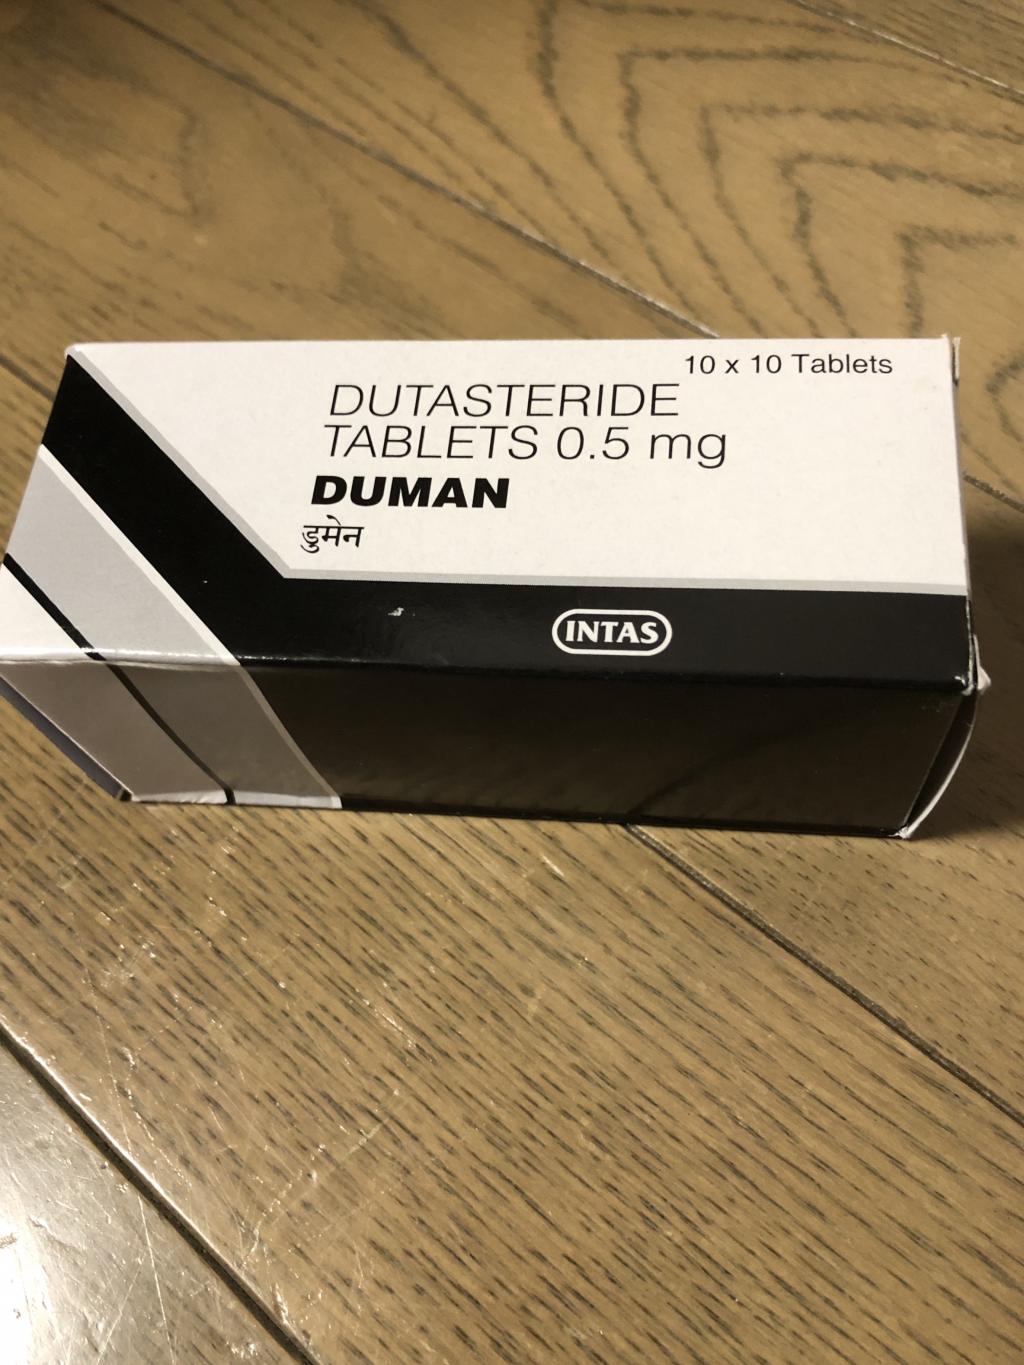 10 x 10 Tablets
DUTASTERIDE
TABLETS 0.5 mg
DUMAN
डुमेन
INTAS